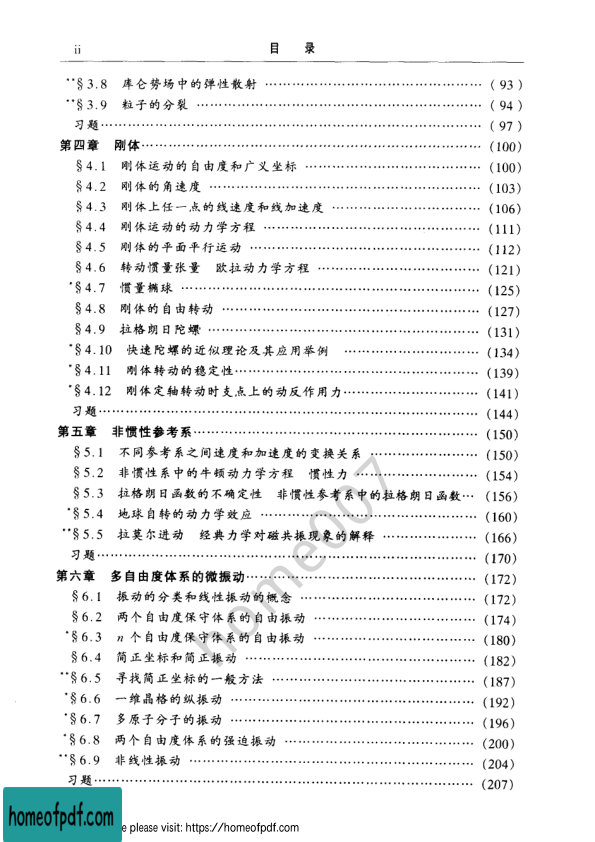 ii 目 录
**§3.8 库仑势场中的弹性散射 …… (93)
**§3.9 粒子的分裂 …… (94)
习题 …… (97)
第四章 刚体 …… (100)
§4.1 刚体运动的自由度和广义坐标 …… (100)
§4.2 刚体的角速度 …… (103)
§4.3 刚体上任一点的线速度和线加速度 …… (106)
§4.4 刚体运动的动力学方程 …… (111)
§4.5 刚体的平面平行运动 …… (112)
§4.6 转动惯量张量 欧拉动力学方程 …… (121)
*§4.7 惯量椭球 …… (125)
§4.8 刚体的自由转动 …… (127)
§4.9 拉格朗日陀螺 …… (131)
*§4.10 快速陀螺的近似理论及其应用举例 …… (134)
*§4.11 刚体转动的稳定性 …… (139)
*§4.12 刚体定轴转动时支点上的动反作用力 …… (141)
习题 …… (144)
第五章 非惯性参考系 …… (150)
§5.1 不同参考系之间速度和加速度的变换关系 …… (150)
§5.2 非惯性系中的牛顿动力学方程 惯性力 …… (154)
§5.3 拉格朗日函数的不确定性 非惯性参考系中的拉格朗日函数 … (156)
*§5.4 地球自转的动力学效应 …… (160)
**§5.5 拉莫尔进动 经典力学对磁共振现象的解释 …… (166)
习题 …… (170)
第六章 多自由度体系的微振动 …… (172)
§6.1 振动的分类和线性振动的概念 …… (172)
§6.2 两个自由度保守体系的自由振动 …… (174)
*§6.3 n 个自由度保守体系的自由振动 …… (180)
§6.4 简正坐标和简正振动 …… (182)
**§6.5 寻找简正坐标的一般方法 …… (187)
*§6.6 一维晶格的纵振动 …… (192)
*§6.7 多原子分子的振动 …… (196)
*§6.8 两个自由度体系的强迫振动 …… (200)
**§6.9 非线性振动 …… (204)
习题 …… (207)
home007
homeofpdf.com
e please visit: https://homeofpdf.com